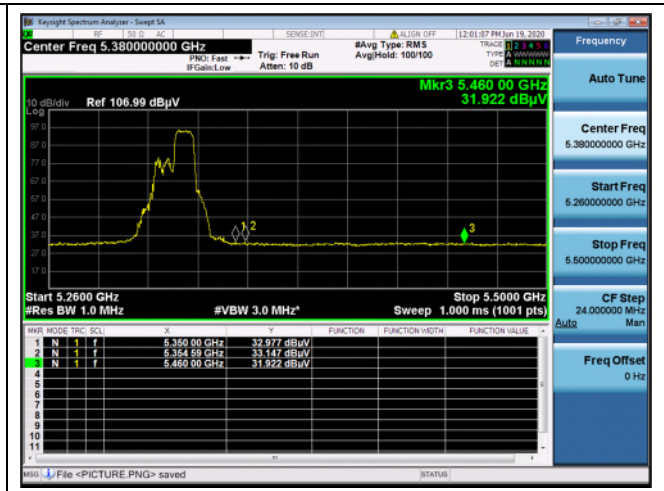 Keysight Spectrum Analyzer - Swept SA
RF 50 Ω AC SENSE:INT ALIGN OFF 12:01:07 PM Jun 19, 2020
Center Freq 5.380000000 GHz
PNO: Fast
IFGain:Low
Trig: Free Run
Atten: 10 dB
#Avg Type: RMS
Avg|Hold: 100/100
TRACE 1 2 3 4 5 6
TYPE A WWWWW
DET A NNNNN
Mkr3 5.460 00 GHz
31.922 dBµV
10 dB/div Ref 106.99 dBµV
Log
97.0
87.0
77.0
67.0
57.0
47.0
37.0
27.0
17.0
1 2
3
Start 5.2600 GHz Stop 5.5000 GHz
#Res BW 1.0 MHz #VBW 3.0 MHz* Sweep 1.000 ms (1001 pts)
MKR MODE TRC SCL X Y FUNCTION FUNCTION WIDTH FUNCTION VALUE
1 N 1 f 5.350 00 GHz 32.977 dBµV
2 N 1 f 5.354 59 GHz 33.147 dBµV
3 N 1 f 5.460 00 GHz 31.922 dBµV
4
5
6
7
8
9
10
11
MSG File <PICTURE.PNG> saved STATUS
Frequency
Auto Tune
Center Freq
5.380000000 GHz
Start Freq
5.260000000 GHz
Stop Freq
5.500000000 GHz
CF Step
24.000000 MHz
Auto Man
Freq Offset
0 Hz